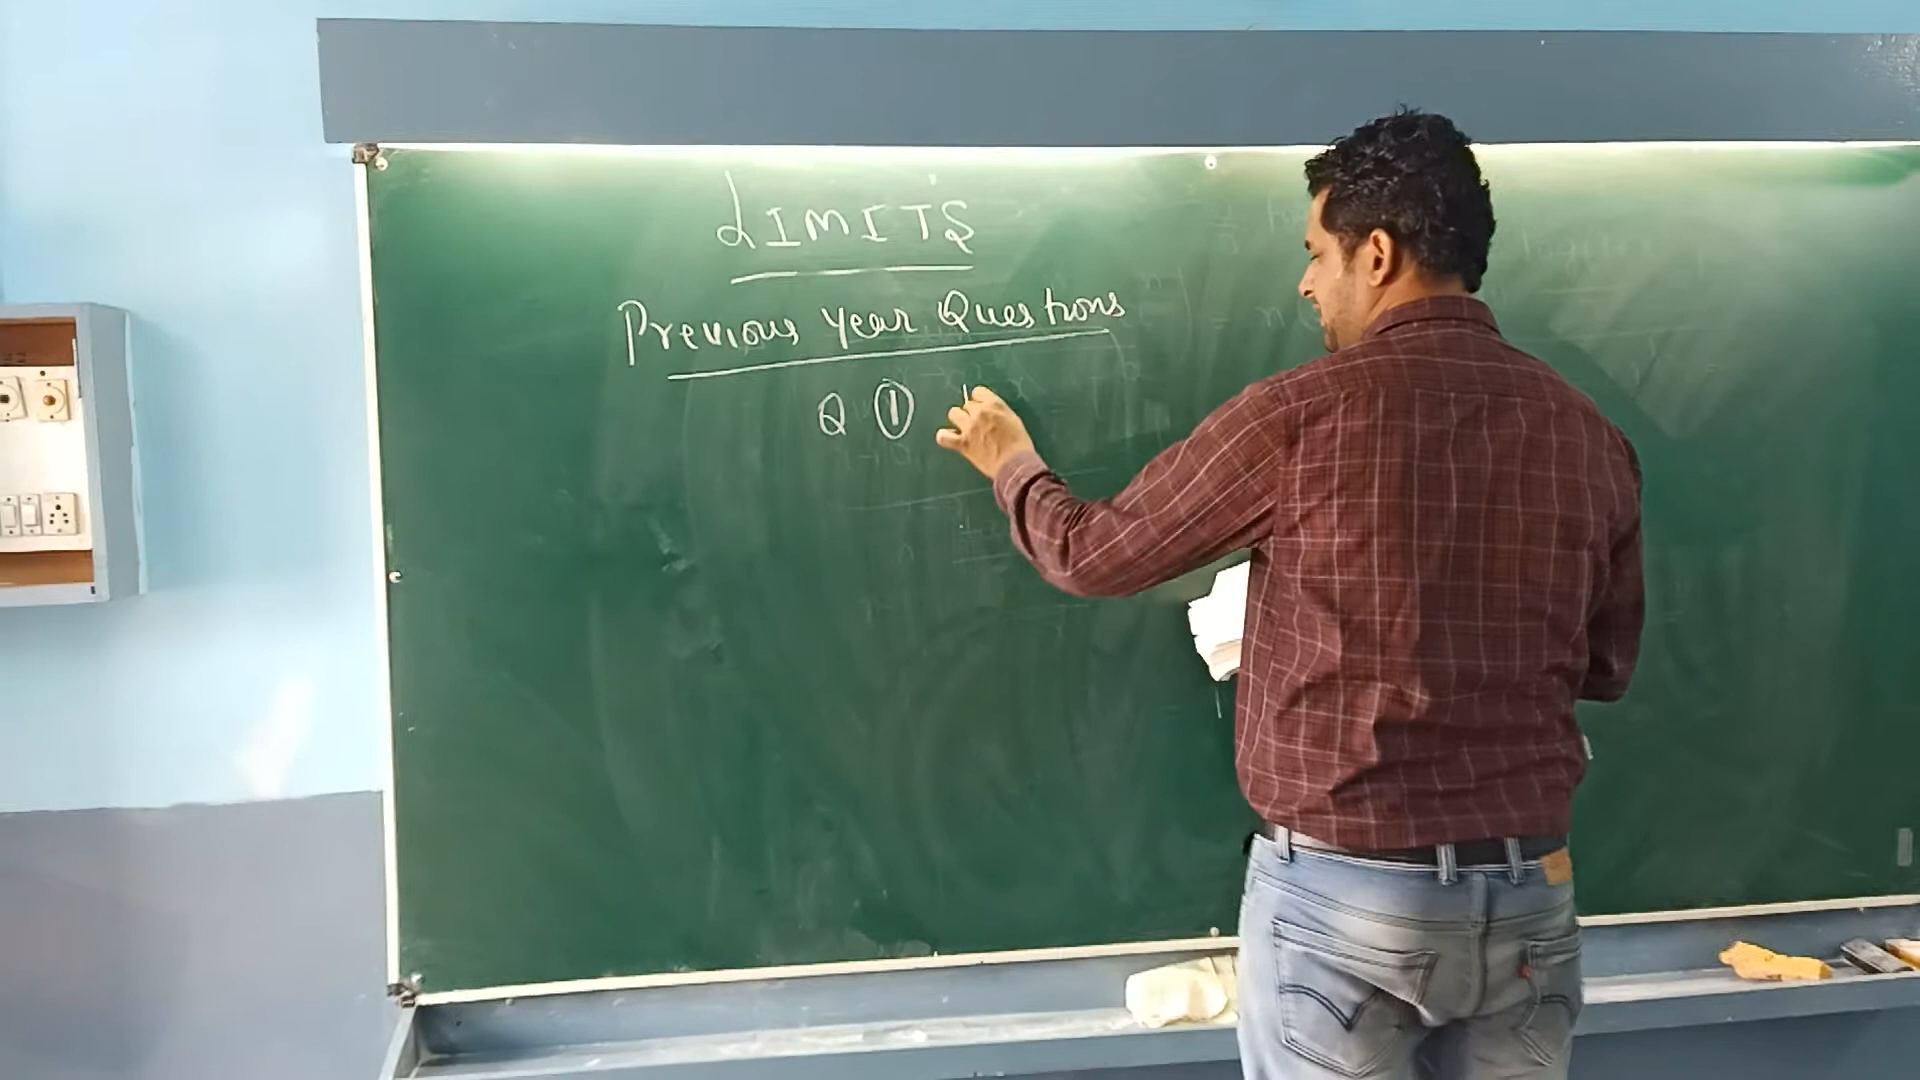 LIMITS
Previous Year Questions
Q ①